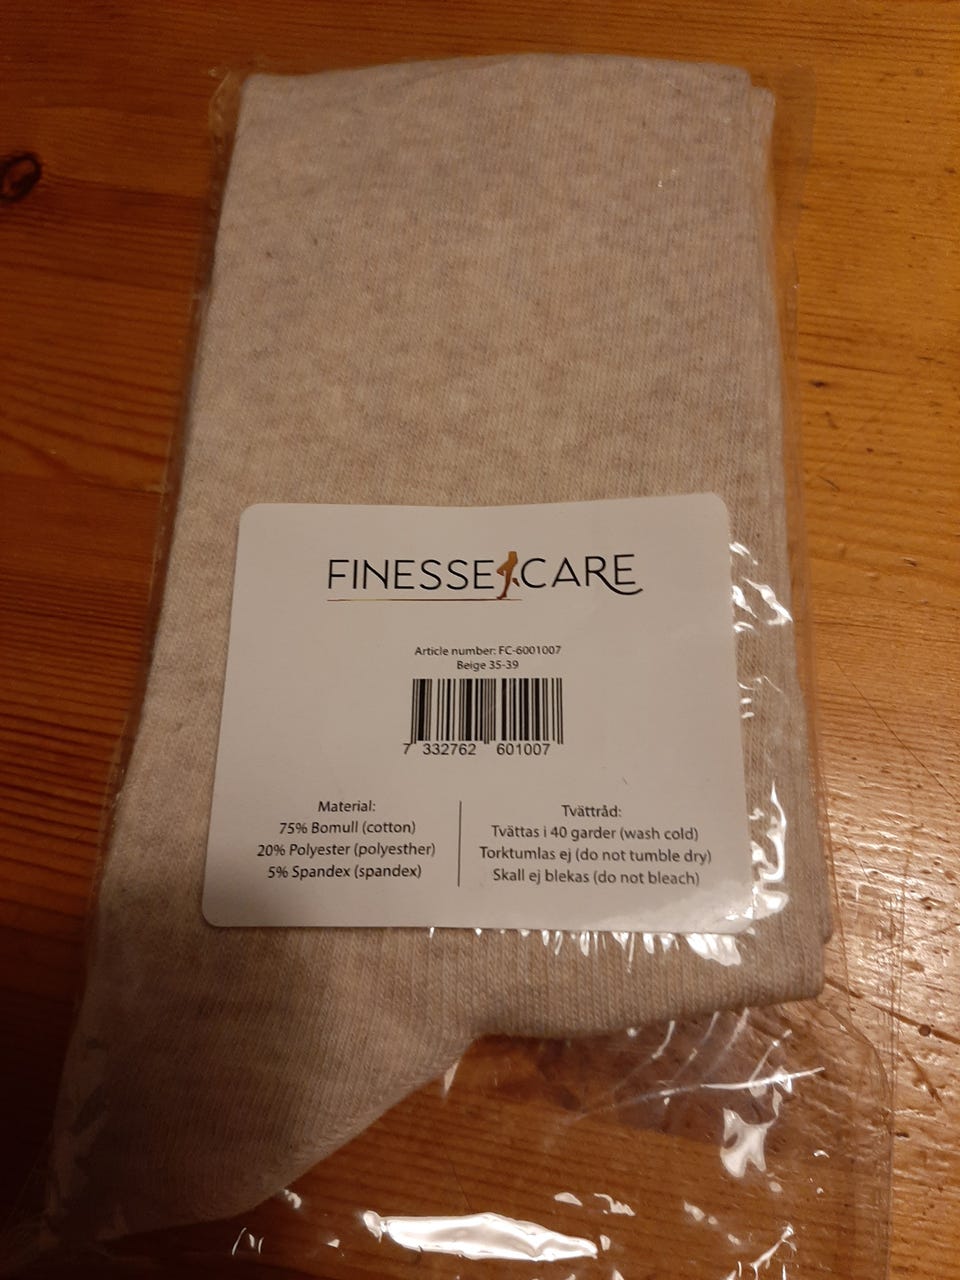 FINESSE CARE
Article number: FC-6001007
Beige 35-39
7 332762 601007
Material:
75% Bomull (cotton)
20% Polyester (polyesther)
5% Spandex (spandex)
Tvättråd:
Tvättas i 40 garder (wash cold)
Torktumlas ej (do not tumble dry)
Skall ej blekas (do not bleach)